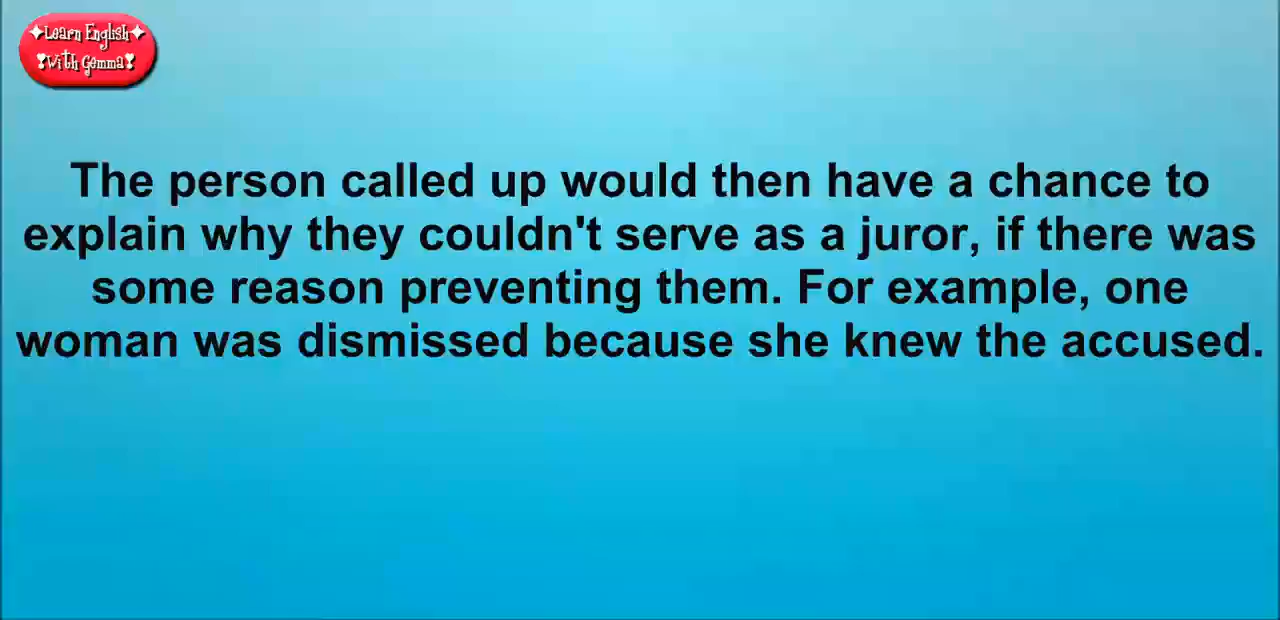 ✦Learn English✦
❣With Gemma❣
The person called up would then have a chance to
explain why they couldn't serve as a juror, if there was
some reason preventing them. For example, one
woman was dismissed because she knew the accused.